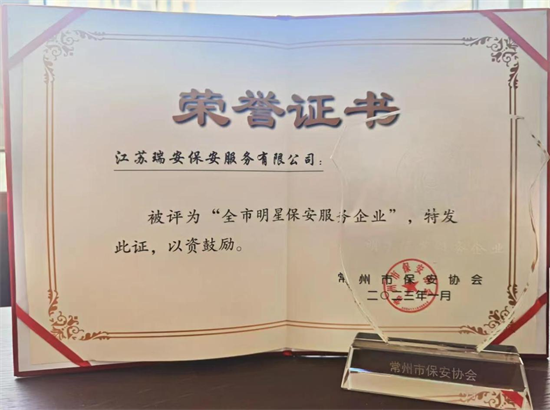 荣誉证书
江苏瑞安保安服务有限公司：
被评为“全市明星保安服务企业”，特发
此证，以资鼓励。
常州市保安协会
二〇二三年一月
常州市保安协会